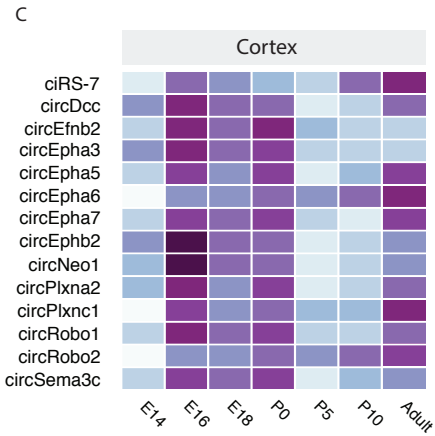 C
Cortex
ciRS-7
circDcc
circEfnb2
circEpha3
circEpha5
circEpha6
circEpha7
circEphb2
circNeo1
circPlxna2
circPlxnc1
circRobo1
circRobo2
circSema3c
E14 E16 E18 P0 P5 P10 Adult